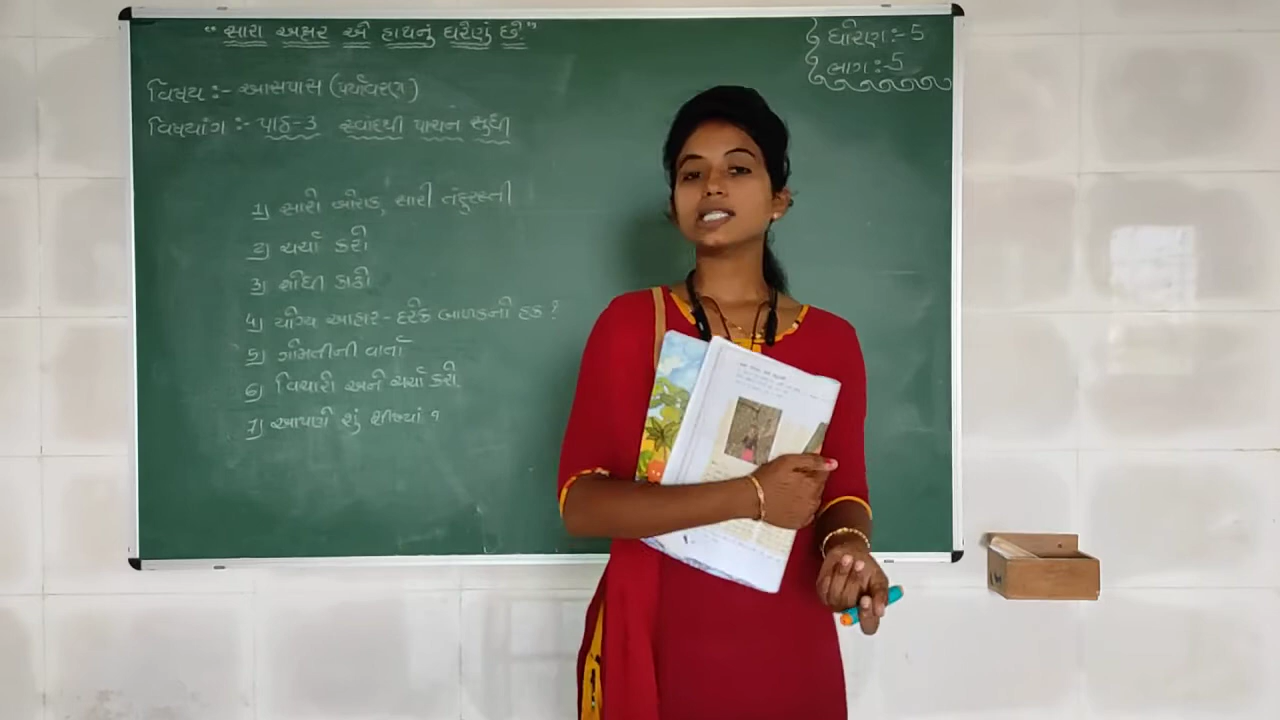 "સારા અક્ષર એ હાથનું ઘરેણું છે."
ધોરણ:- 5
ભાગ:-5
વિષય:- આસપાસ (પર્યાવરણ)
વિષયાંગ:- પાઠ-3 સ્વાદથી પાચન સુધી
1) સારો ખોરાક, સારી તંદુરસ્તી
2) ચર્ચા કરો
3) શોધી કાઢો
4) યોગ્ય આહાર - દરેક બાળકનો હક ?
5) ગોમતીની વાર્તા
6) વિચારો અને ચર્ચા કરો.
7) આપણે શું શીખ્યાં ?